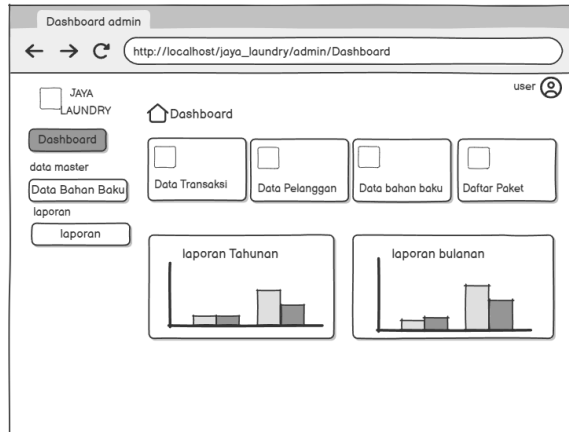 Dashboard admin
http://localhost/jaya_laundry/admin/Dashboard
user
JAYA
LAUNDRY
Dashboard
Dashboard
data master
Data Bahan Baku
laporan
laporan
Data Transaksi
Data Pelanggan
Data bahan baku
Daftar Paket
laporan Tahunan
laporan bulanan